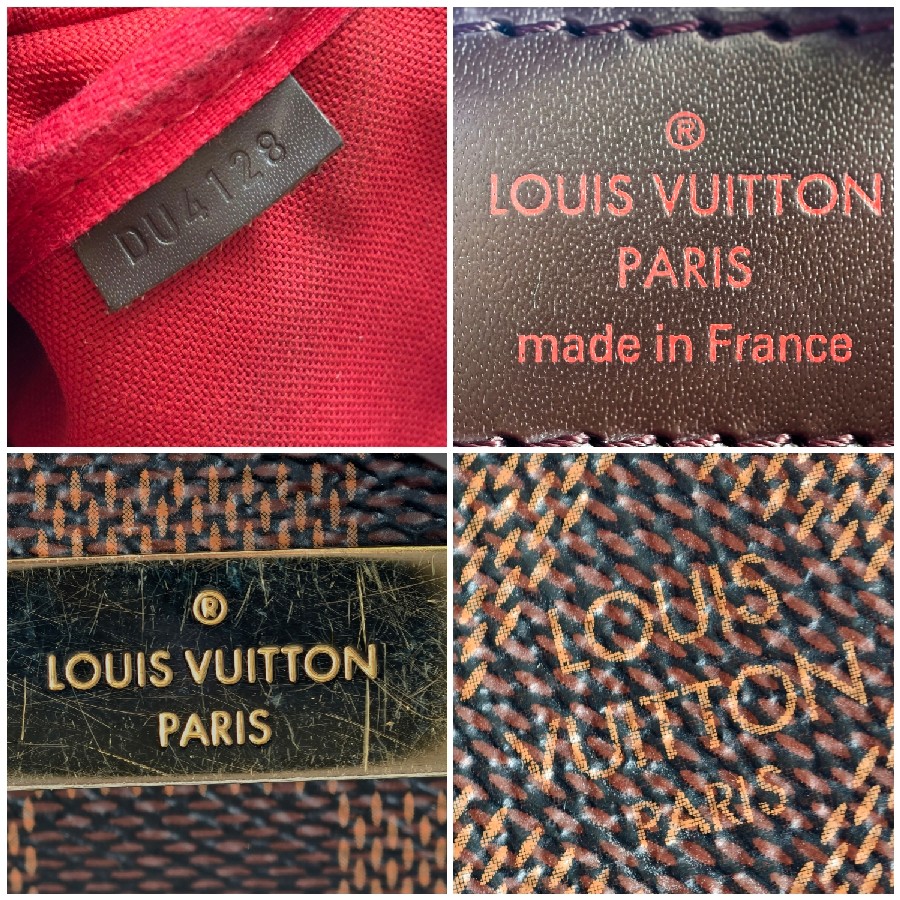 DU4128
®
LOUIS VUITTON
PARIS
made in France
®
LOUIS VUITTON
PARIS
LOUIS
VUITTON
PARIS